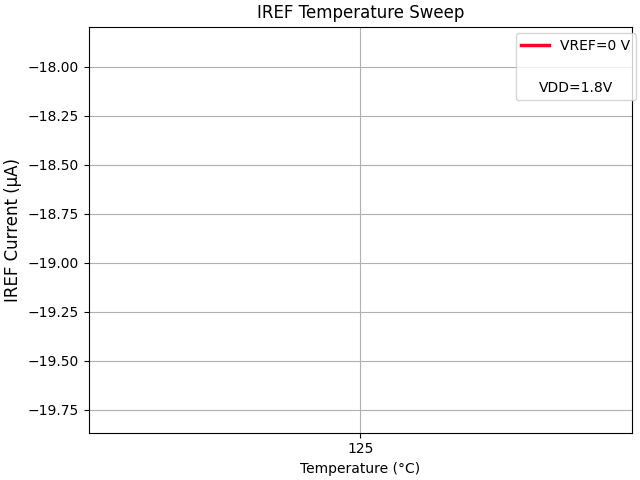 IREF Temperature Sweep
VREF=0 V
VDD=1.8V
IREF Current (μA)
−18.00
−18.25
−18.50
−18.75
−19.00
−19.25
−19.50
−19.75
125
Temperature (°C)